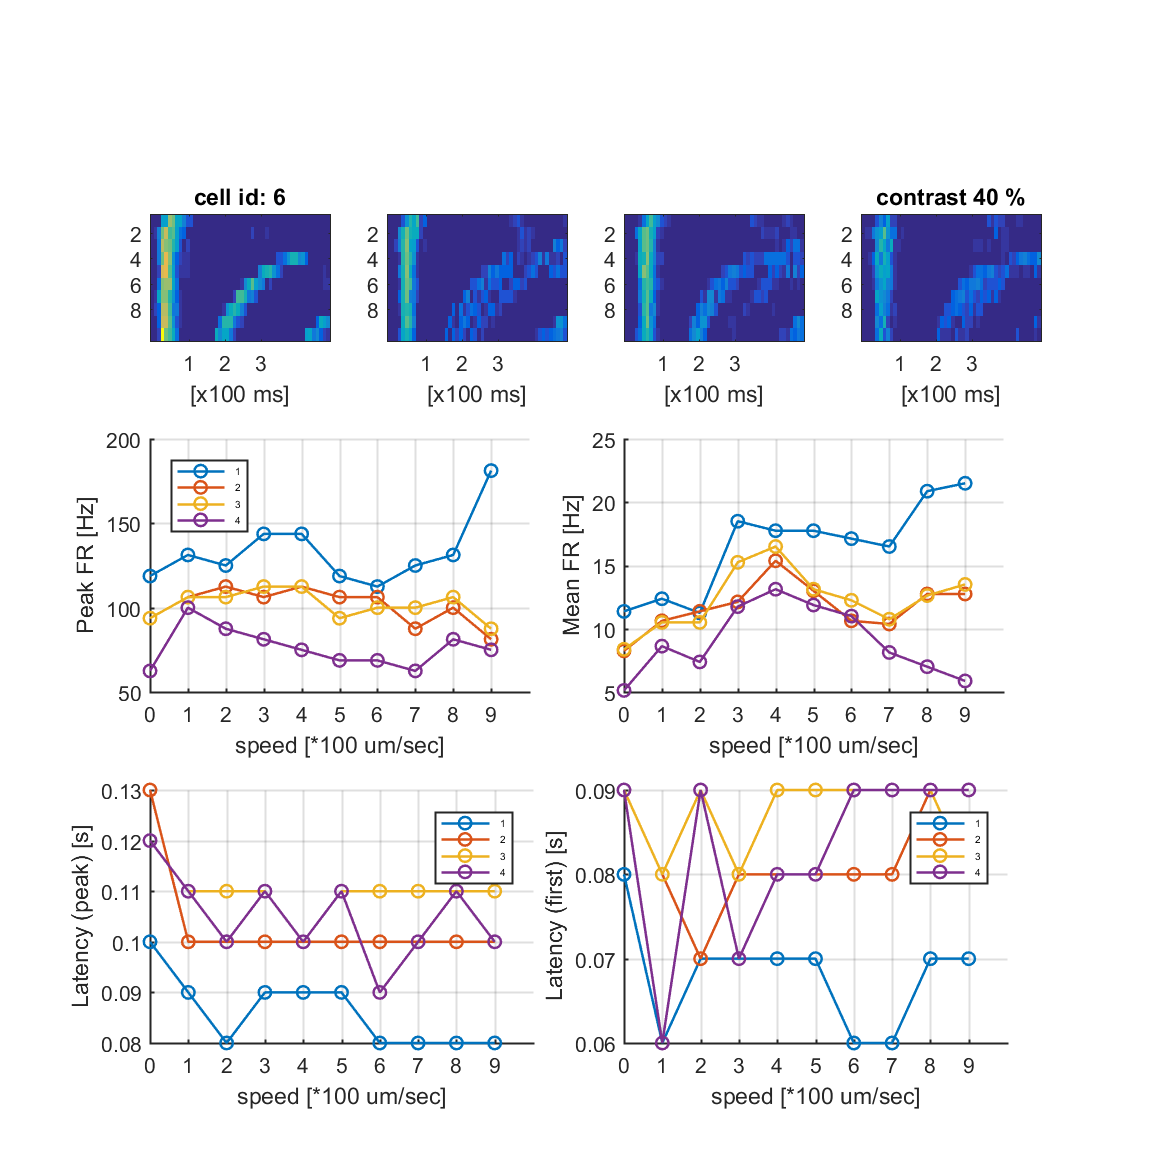 cell id: 6
contrast 40 %
2
4
6
8
1 2 3
[x100 ms]
2
4
6
8
1 2 3
[x100 ms]
2
4
6
8
1 2 3
[x100 ms]
2
4
6
8
1 2 3
[x100 ms]
Peak FR [Hz]
200
150
100
50
1
2
3
4
0 1 2 3 4 5 6 7 8 9
speed [*100 um/sec]
Mean FR [Hz]
25
20
15
10
5
0 1 2 3 4 5 6 7 8 9
speed [*100 um/sec]
Latency (peak) [s]
0.13
0.12
0.11
0.1
0.09
0.08
1
2
3
4
0 1 2 3 4 5 6 7 8 9
speed [*100 um/sec]
Latency (first) [s]
0.09
0.08
0.07
0.06
1
2
3
4
0 1 2 3 4 5 6 7 8 9
speed [*100 um/sec]